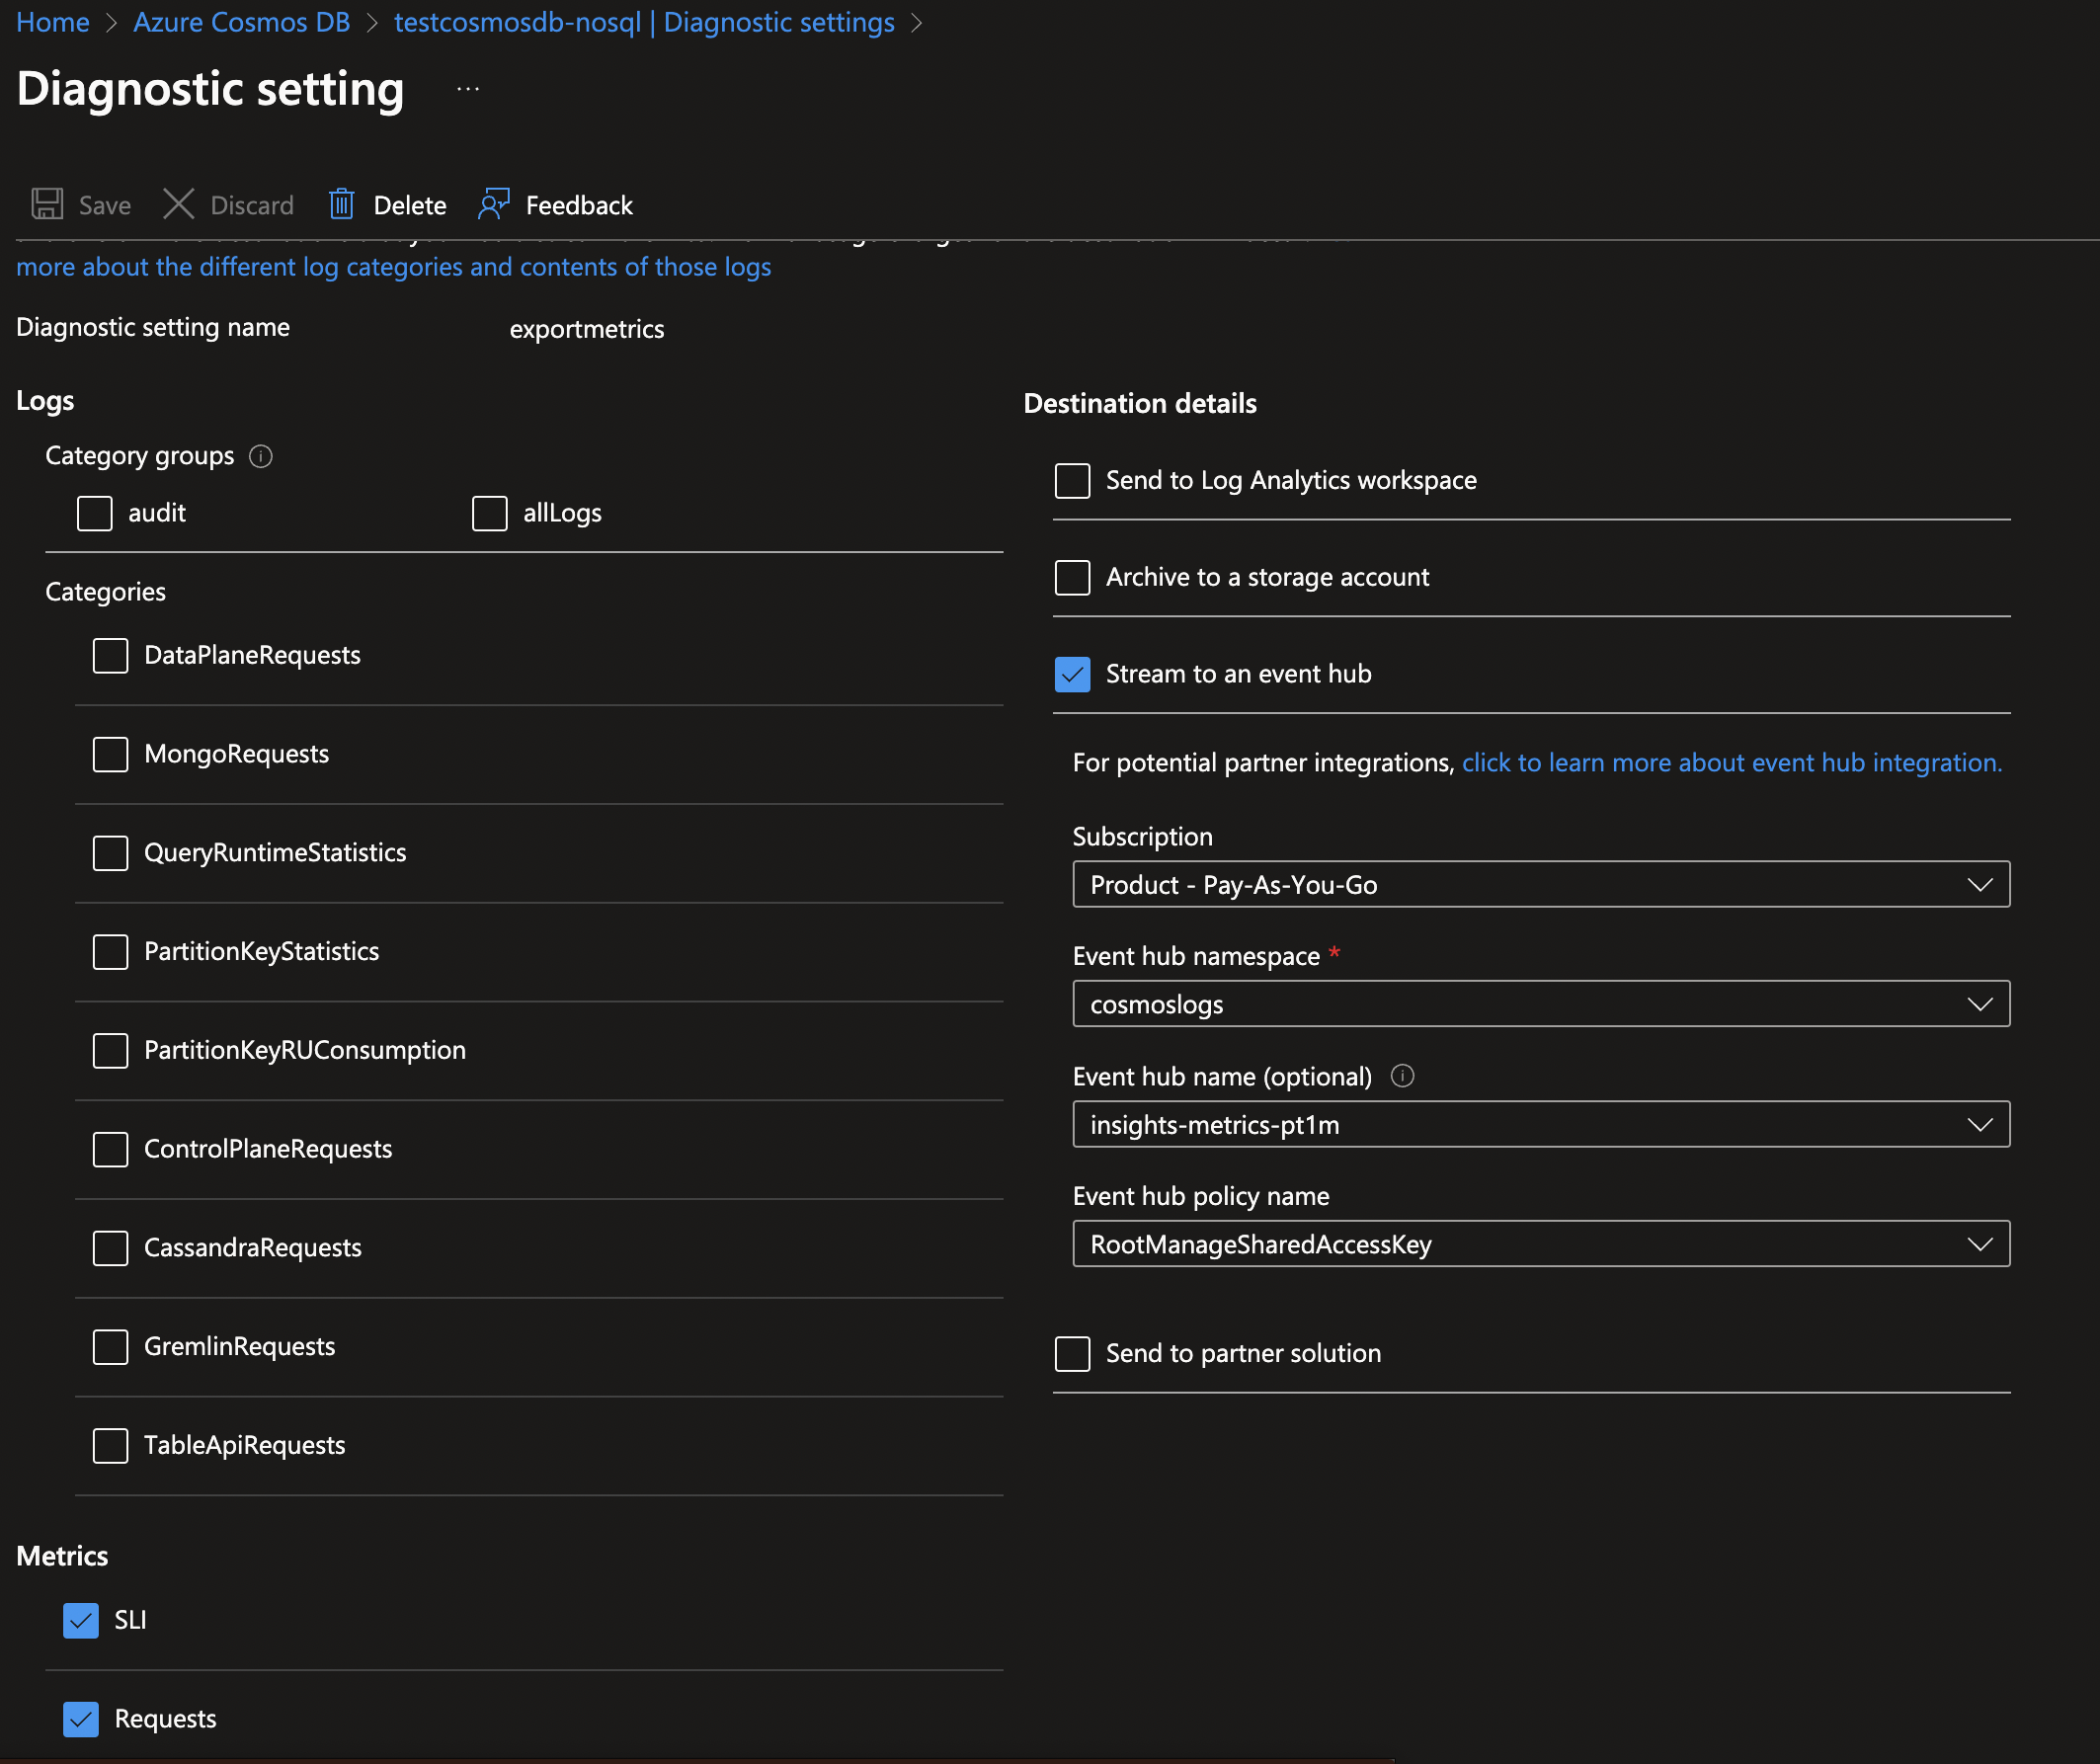 Home > Azure Cosmos DB > testcosmosdb-nosql | Diagnostic settings >
Diagnostic setting ...
Save Discard Delete Feedback
more about the different log categories and contents of those logs
Diagnostic setting name exportmetrics
Logs
Category groups
audit allLogs
Categories
DataPlaneRequests
MongoRequests
QueryRuntimeStatistics
PartitionKeyStatistics
PartitionKeyRUConsumption
ControlPlaneRequests
CassandraRequests
GremlinRequests
TableApiRequests
Metrics
SLI
Requests
Destination details
Send to Log Analytics workspace
Archive to a storage account
Stream to an event hub
For potential partner integrations, click to learn more about event hub integration.
Subscription
Product - Pay-As-You-Go
Event hub namespace *
cosmoslogs
Event hub name (optional)
insights-metrics-pt1m
Event hub policy name
RootManageSharedAccessKey
Send to partner solution